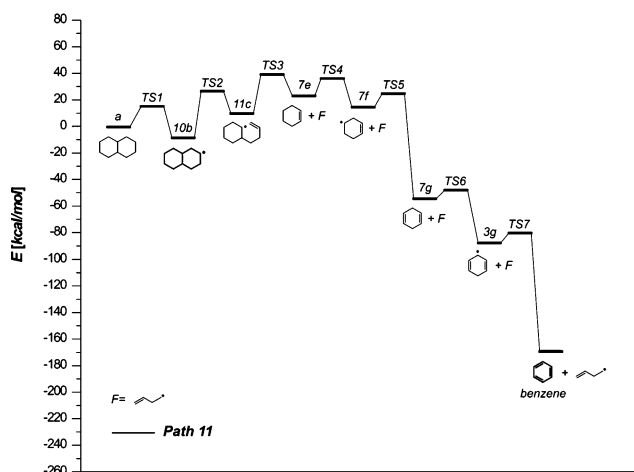 80
60
40
20
0
-20
-40
-60
-80
-100
-120
-140
-160
-180
-200
-220
-240
-260
E [kcal/mol]
a
TS1
10b
TS2
11c
TS3
7e
+ F
TS4
7f
+ F
TS5
7g
+ F
TS6
3g
+ F
TS7
+
benzene
F=
Path 11